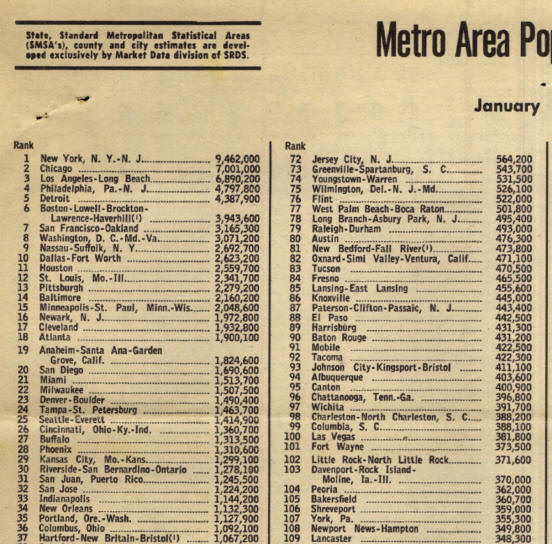 State, Standard Metropolitan Statistical Areas
(SMSA's), county and city estimates are devel-
oped exclusively by Market Data division of SRDS.
Metro Area Po
January
Rank
1 New York, N. Y.-N. J. 9,462,000
2 Chicago 7,001,000
3 Los Angeles-Long Beach 6,890,200
4 Philadelphia, Pa.-N. J. 4,797,800
5 Detroit 4,387,900
6 Boston-Lowell-Brockton-
Lawrence-Haverhill(¹) 3,943,600
7 San Francisco-Oakland 3,165,300
8 Washington, D. C.-Md.-Va. 3,071,200
9 Nassau-Suffolk, N. Y. 2,692,700
10 Dallas-Fort Worth 2,623,200
11 Houston 2,559,700
12 St. Louis, Mo.-Ill. 2,341,700
13 Pittsburgh 2,279,200
14 Baltimore 2,160,200
15 Minneapolis-St. Paul, Minn.-Wis. 2,048,600
16 Newark, N. J. 1,972,800
17 Cleveland 1,932,800
18 Atlanta 1,900,100
19 Anaheim-Santa Ana-Garden
Grove, Calif. 1,824,600
20 San Diego 1,690,600
21 Miami 1,513,700
22 Milwaukee 1,507,500
23 Denver-Boulder 1,490,400
24 Tampa-St. Petersburg 1,463,700
25 Seattle-Everett 1,414,900
26 Cincinnati, Ohio-Ky.-Ind. 1,360,700
27 Buffalo 1,313,500
28 Phoenix 1,310,600
29 Kansas City, Mo.-Kans. 1,299,100
30 Riverside-San Bernardino-Ontario 1,278,100
31 San Juan, Puerto Rico 1,245,500
32 San Jose 1,224,200
33 Indianapolis 1,144,200
34 New Orleans 1,132,300
35 Portland, Ore.-Wash. 1,127,900
36 Columbus, Ohio 1,092,100
37 Hartford-New Britain-Bristol(¹) 1,067,200
Rank
72 Jersey City, N. J. 564,200
73 Greenville-Spartanburg, S. C. 543,700
74 Youngstown-Warren 531,500
75 Wilmington, Del.-N. J.-Md. 526,100
76 Flint 522,000
77 West Palm Beach-Boca Raton 501,800
78 Long Branch-Asbury Park, N. J. 495,400
79 Raleigh-Durham 493,000
80 Austin 476,300
81 New Bedford-Fall River(¹) 473,800
82 Oxnard-Simi Valley-Ventura, Calif. 471,100
83 Tucson 470,500
84 Fresno 465,500
85 Lansing-East Lansing 455,600
86 Knoxville 445,000
87 Paterson-Clifton-Passaic, N. J. 443,400
88 El Paso 442,500
89 Harrisburg 431,300
90 Baton Rouge 431,200
91 Mobile 422,500
92 Tacoma 422,300
93 Johnson City-Kingsport-Bristol 411,100
94 Albuquerque 403,600
95 Canton 400,900
96 Chattanooga, Tenn.-Ga. 396,800
97 Wichita 391,700
98 Charleston-North Charleston, S. C. 388,200
99 Columbia, S. C. 388,100
100 Las Vegas 381,800
101 Fort Wayne 373,500
102 Little Rock-North Little Rock 371,600
103 Davenport-Rock Island-
Moline, Ia.-Ill. 370,000
104 Peoria 362,000
105 Bakersfield 360,700
106 Shreveport 359,000
107 York, Pa. 355,300
108 Newport News-Hampton 349,800
109 Lancaster 348,300